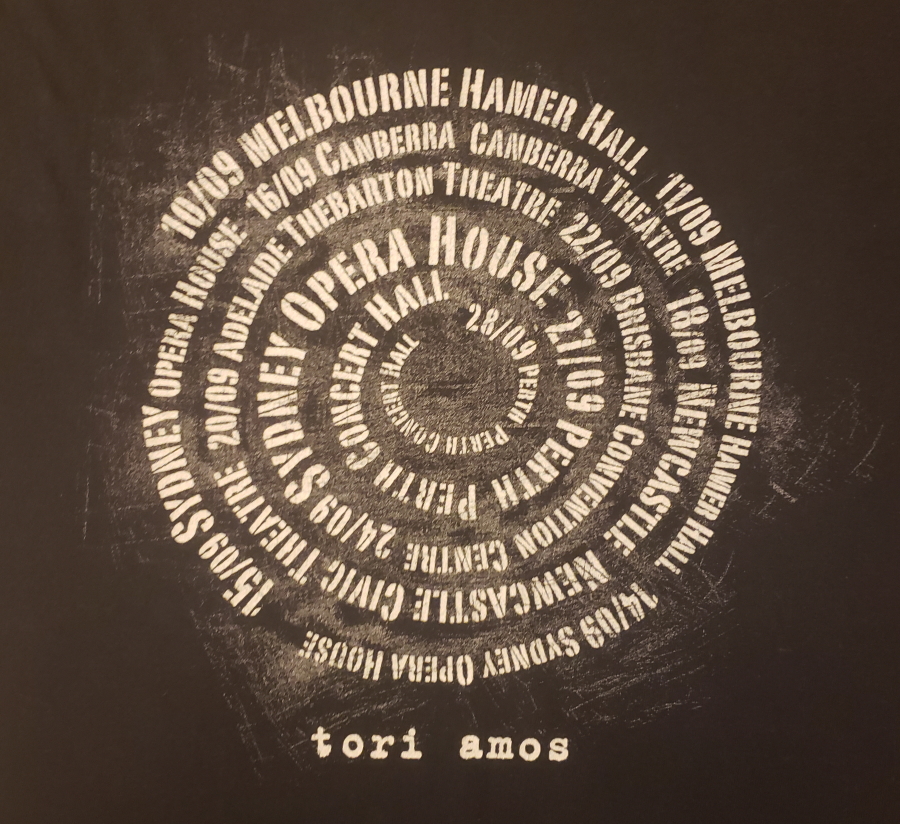 10/09 MELBOURNE HAMER HALL
11/09 MELBOURNE HAMER HALL
14/09 SYDNEY OPERA HOUSE
15/09 SYDNEY OPERA HOUSE
16/09 CANBERRA CANBERRA THEATRE
18/09 NEWCASTLE NEWCASTLE CIVIC THEATRE
20/09 ADELAIDE THEBARTON THEATRE
22/09 BRISBANE CONVENTION CENTRE
24/09 SYDNEY OPERA HOUSE
27/09 PERTH PERTH CONCERT HALL
28/09 PERTH PERTH CONCERT HALL
tori amos